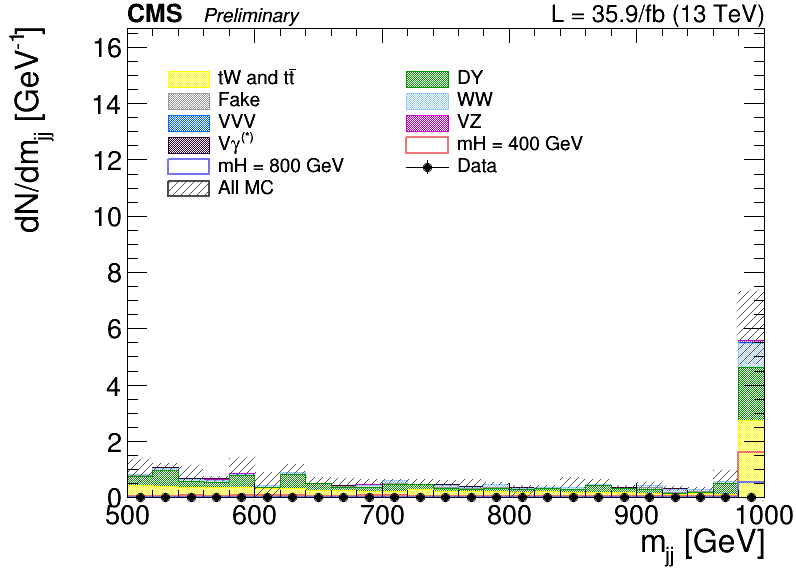 CMS Preliminary L = 35.9/fb (13 TeV)
dN/dm_jj [GeV⁻¹]
16
14
12
10
8
6
4
2
0
tW and tt̄ DY
Fake WW
VVV VZ
Vγ(*) mH = 400 GeV
mH = 800 GeV Data
All MC
500 600 700 800 900 1000
m_jj [GeV]